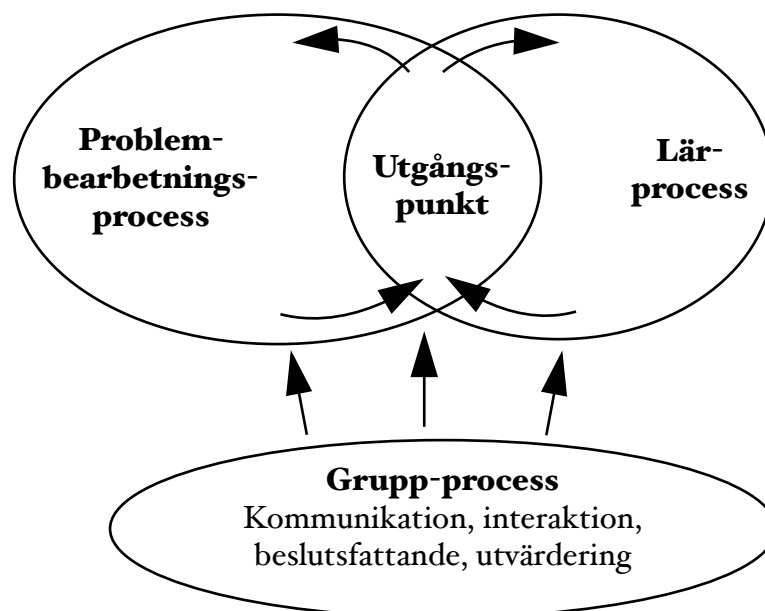 Problem-
bearbetnings-
process
Utgångs-
punkt
Lär-
process
Grupp-process
Kommunikation, interaktion,
beslutsfattande, utvärdering